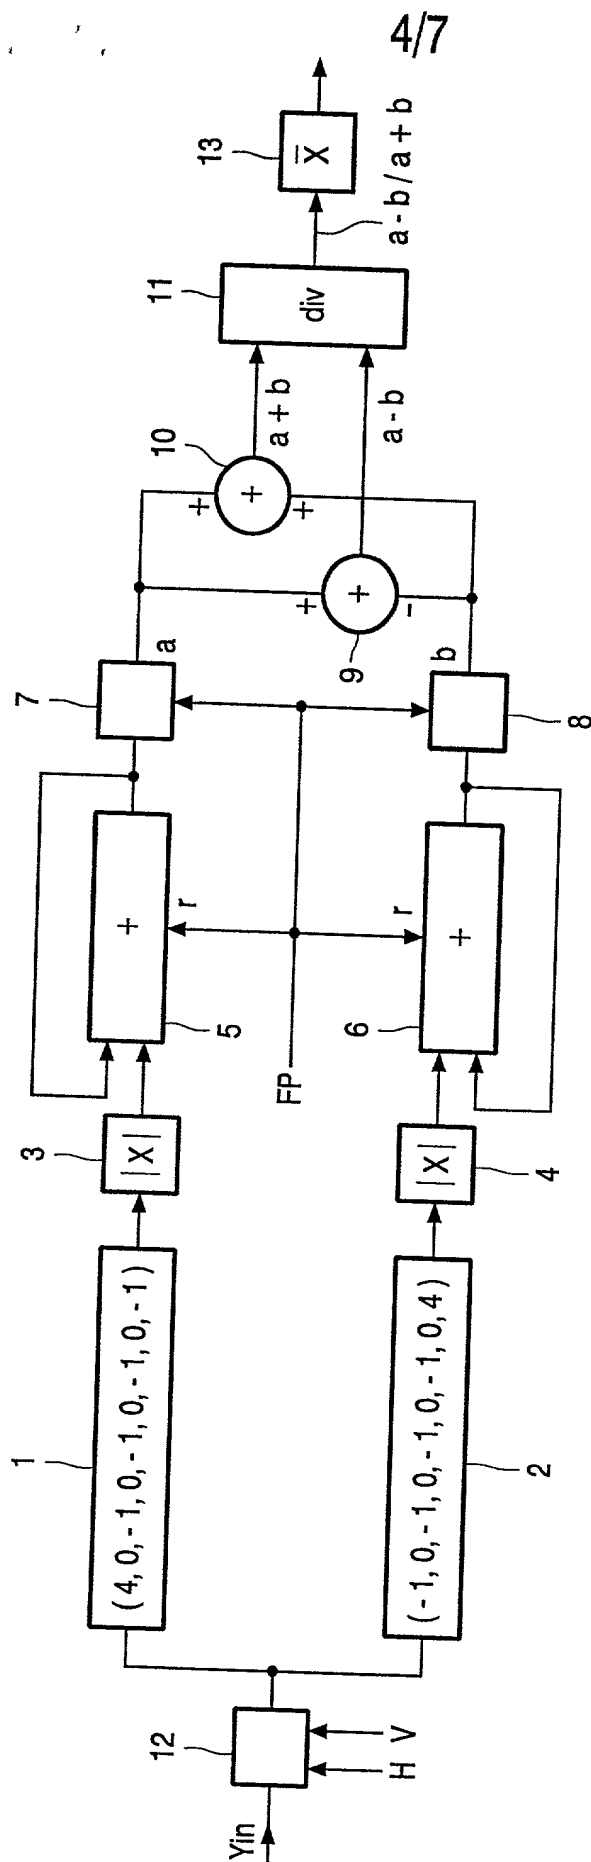 4/7
Yin
12
H
V
1
(4,0,-1,0,-1,0,-1,0,-1)
2
(-1,0,-1,0,-1,0,-1,0,4)
3
|X|
4
|X|
5
+
r
6
+
r
FP
7
a
8
b
9
+
+
-
10
+
+
+
a+b
a-b
11
div
a-b/a+b
13
X̅